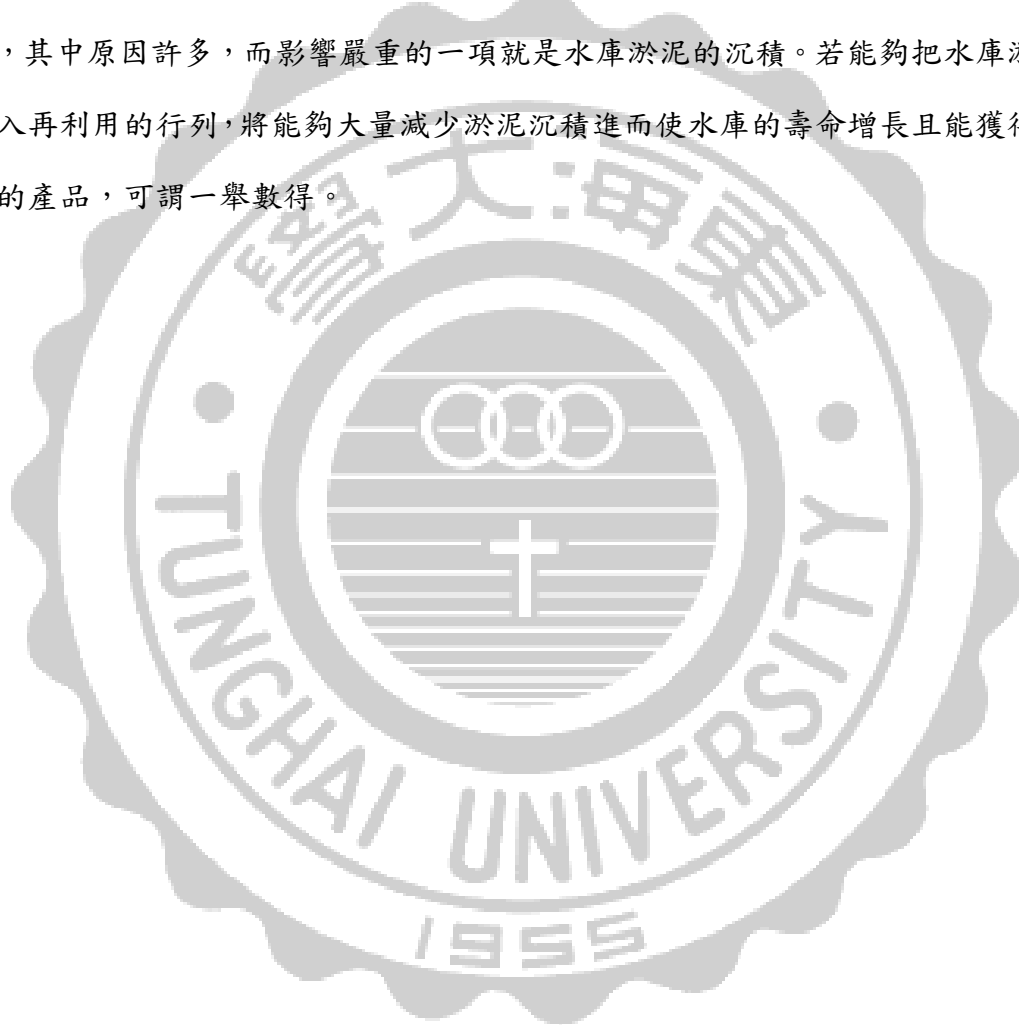 ，其中原因許多，而影響嚴重的一項就是水庫淤泥的沉積。若能夠把水庫
入再利用的行列，將能夠大量減少淤泥沉積進而使水庫的壽命增長且能獲得
的產品，可謂一舉數得。
學大海東
TUNGHAI UNIVERSITY
1955